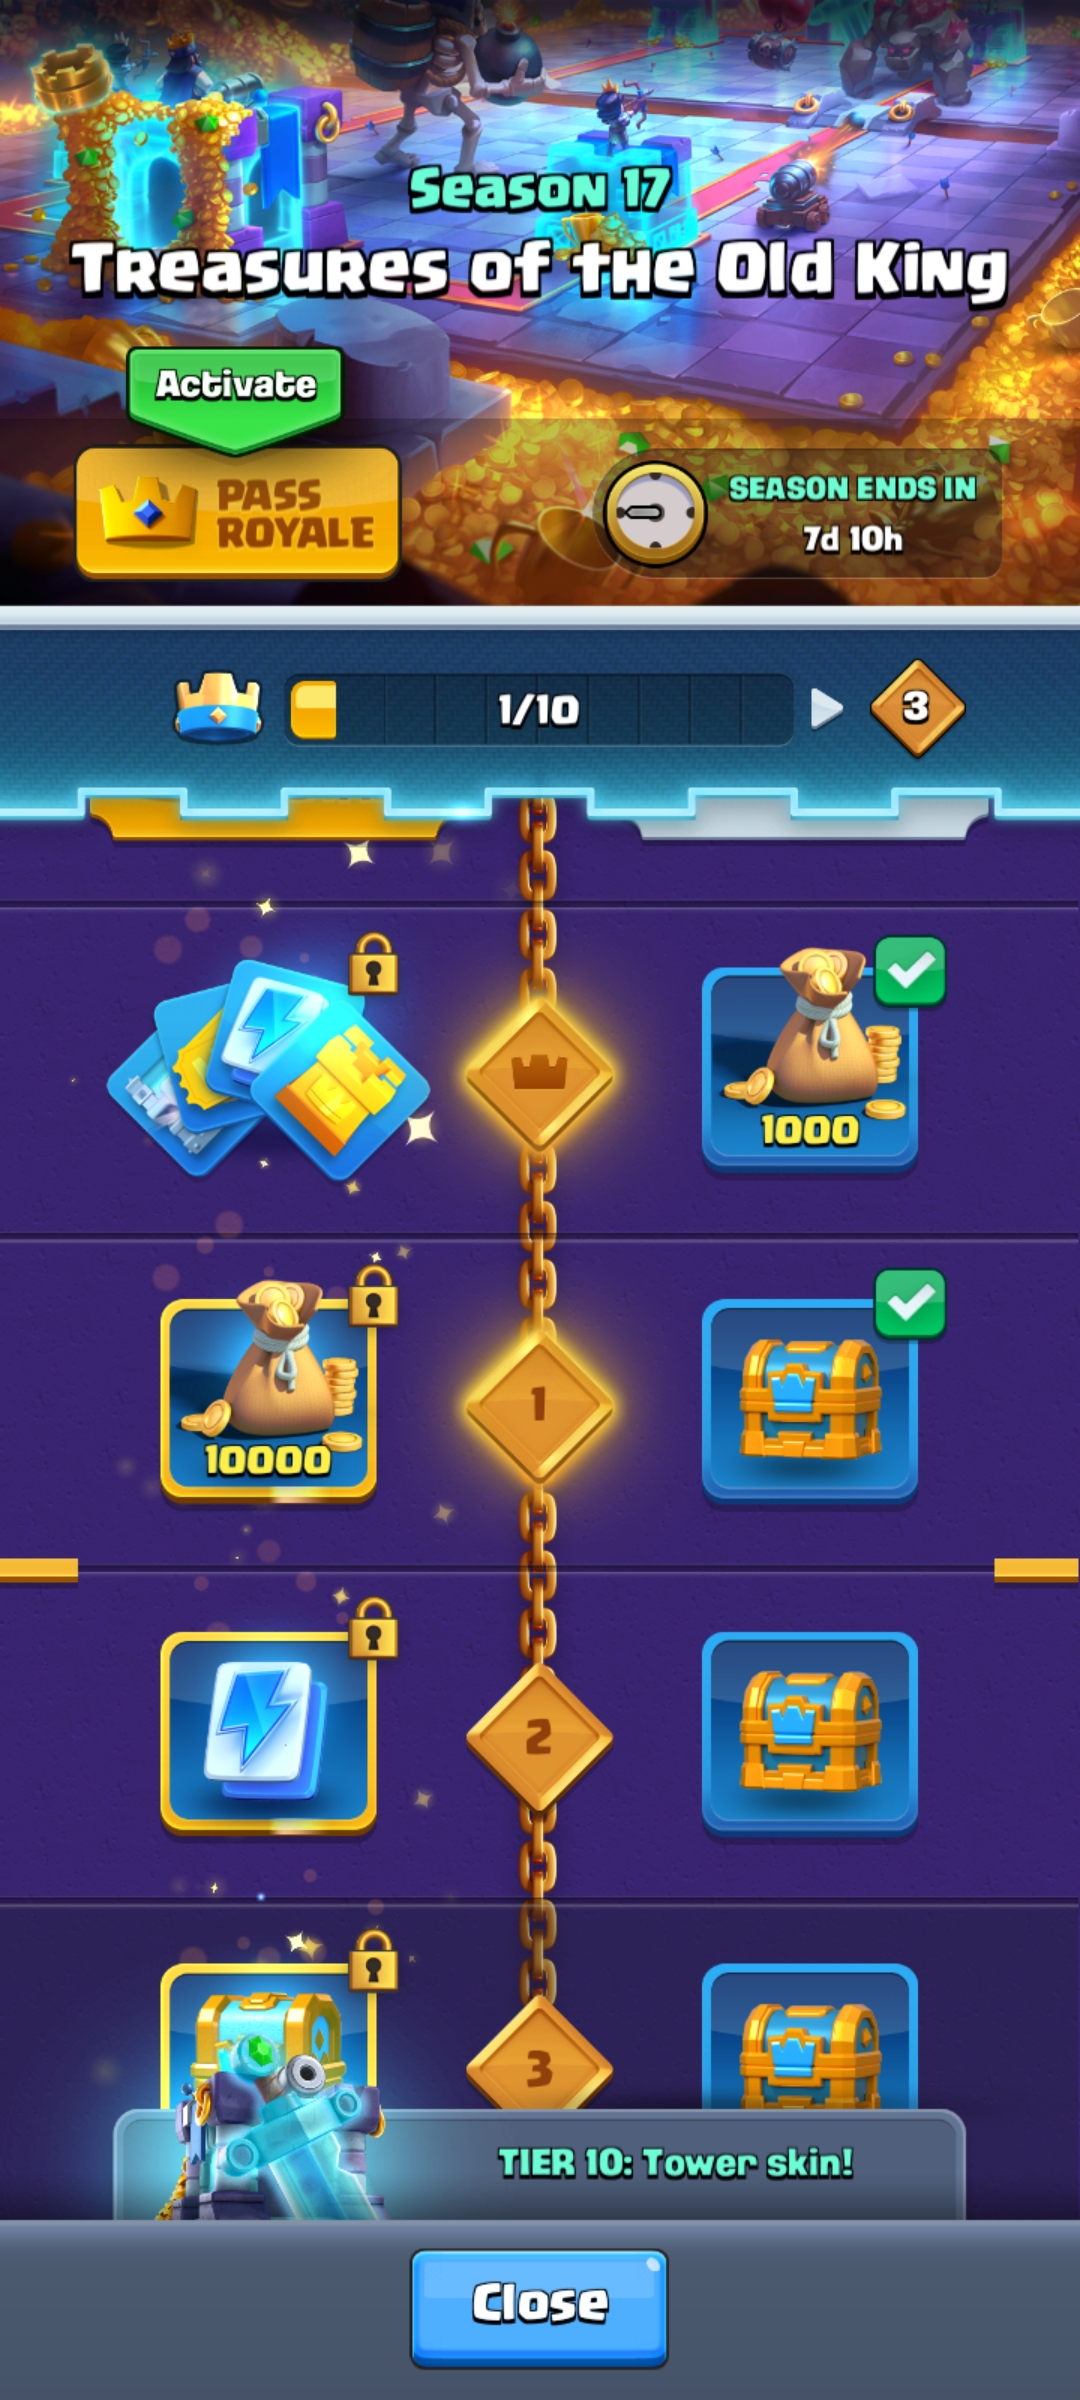 Season 17
Treasures of the Old King
Activate
PASS
ROYALE
SEASON ENDS IN
7d 10h
1/10
3
1000
10000
1
2
3
TIER 10: Tower skin!
Close